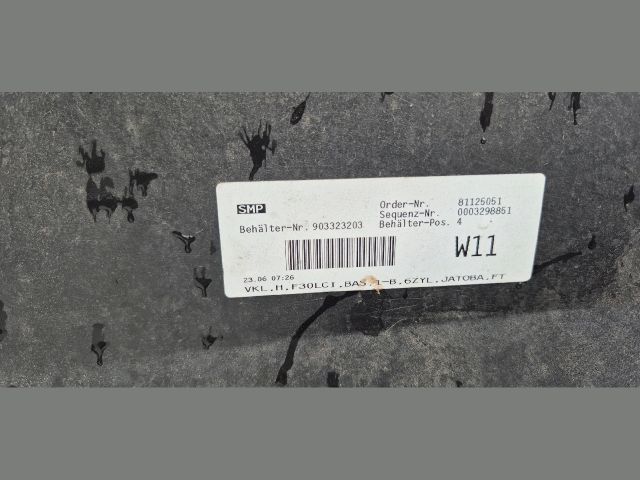 SMP
Order-Nr. 81125051
Sequenz-Nr. 0003298851
Behälter-Nr. 903323203 Behälter-Pos. 4
W11
23.06 07:26
VKL,H,F30LCI,BAS,1-B,6ZYL,JATOBA,FT